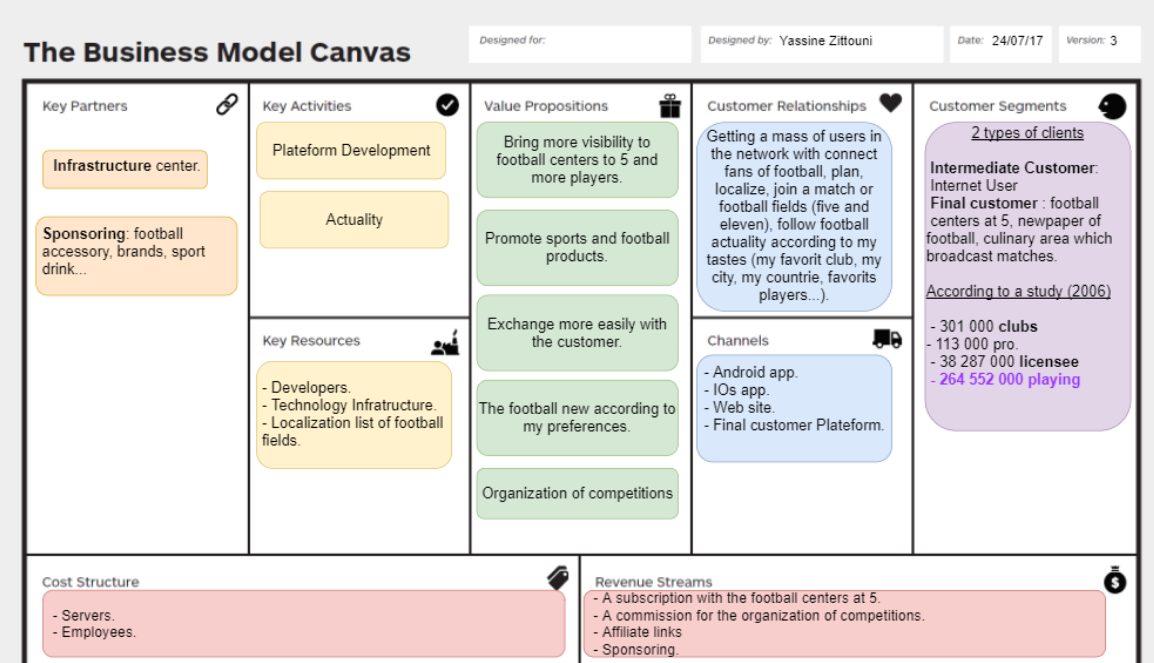 The Business Model Canvas
Designed for:
Designed by: Yassine Zittouni
Date: 24/07/17
Version: 3
Key Partners
Infrastructure center.
Sponsoring: football
accessory, brands, sport
drink...
Key Activities
Plateform Development
Actuality
Key Resources
- Developers.
- Technology Infratructure.
- Localization list of football
fields.
Value Propositions
Bring more visibility to
football centers to 5 and
more players.
Promote sports and football
products.
Exchange more easily with
the customer.
The football new according to
my preferences.
Organization of competitions
Customer Relationships
Getting a mass of users in
the network with connect
fans of football, plan,
localize, join a match or
football fields (five and
eleven), follow football
actuality according to my
tastes (my favorit club, my
city, my countrie, favorits
players...).
Channels
- Android app.
- IOs app.
- Web site.
- Final customer Plateform.
Customer Segments
2 types of clients
Intermediate Customer:
Internet User
Final customer : football
centers at 5, newpaper of
football, culinary area which
broadcast matches.
According to a study (2006)
- 301 000 clubs
- 113 000 pro.
- 38 287 000 licensee
- 264 552 000 playing
Cost Structure
- Servers.
- Employees.
Revenue Streams
- A subscription with the football centers at 5.
- A commission for the organization of competitions.
- Affiliate links
- Sponsoring.